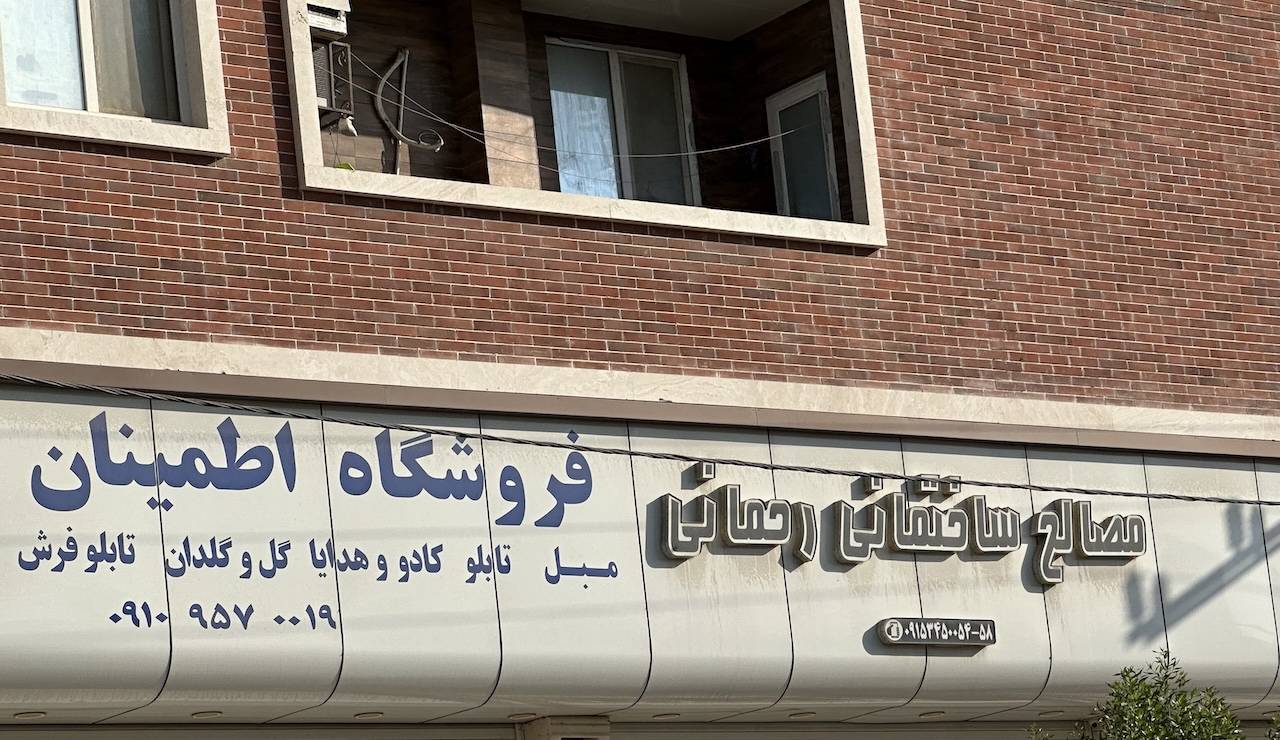 مصالح ساختمانی رحمانی
۰۹۱۵۳۴۵۰۰۵۴-۵۸
فروشگاه اطمینان
مبل تابلو کادو و هدایا گل و گلدان تابلو فرش
۰۹۱۰ ۹۵۷ ۰۰۱۹